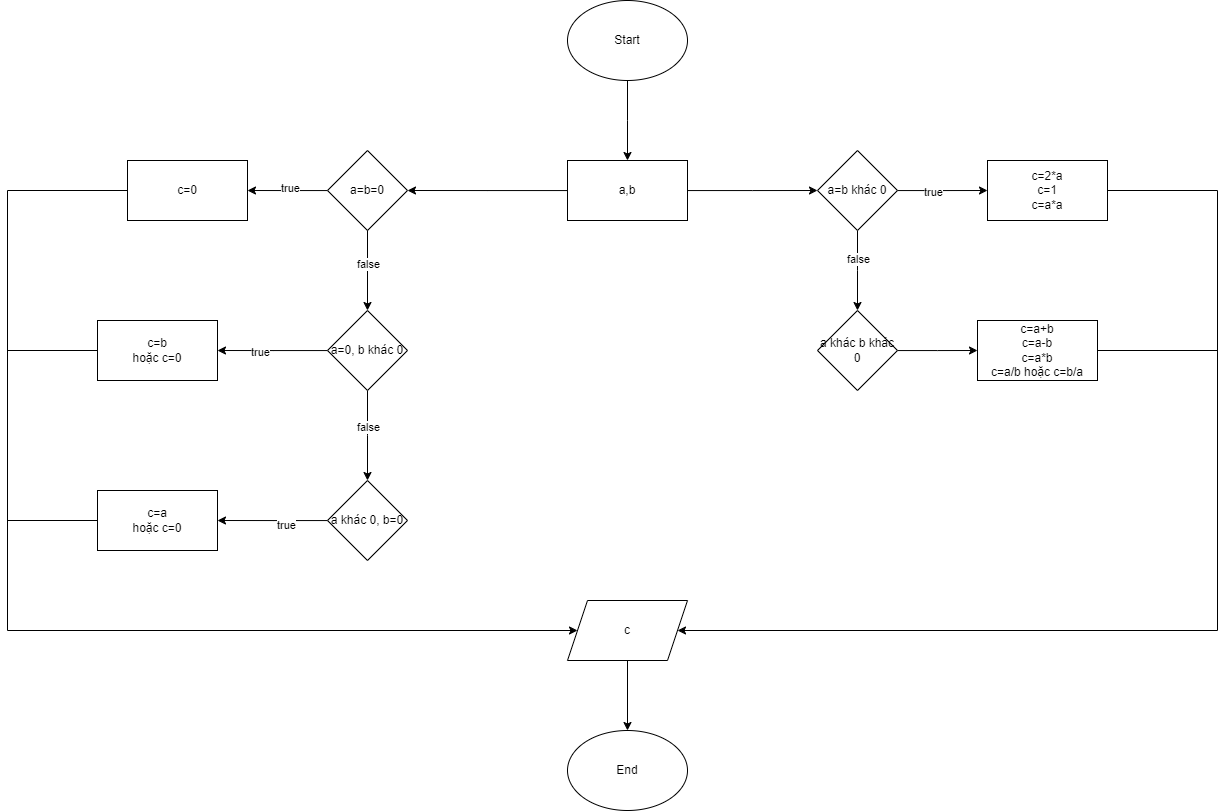 Start
c=0
true
a=b=0
a,b
a=b khác 0
true
c=2*a
c=1
c=a*a
false
false
c=b
hoặc c=0
true
a=0, b khác 0
a khác b khác
0
c=a+b
c=a-b
c=a*b
c=a/b hoặc c=b/a
false
c=a
hoặc c=0
true
a khác 0, b=0
c
End